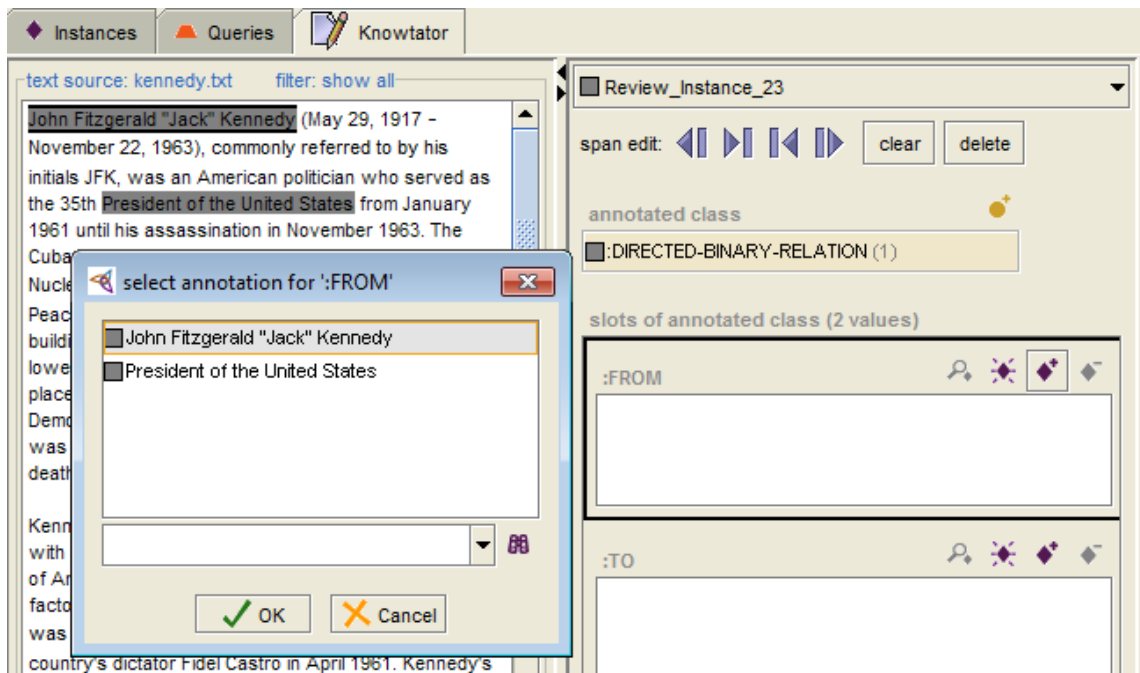 Instances
Queries
Knowtator
text source: kennedy.txt
filter: show all
John Fitzgerald "Jack" Kennedy (May 29, 1917 –
November 22, 1963), commonly referred to by his
initials JFK, was an American politician who served as
the 35th President of the United States from January
1961 until his assassination in November 1963. The
Cuba
Nucle
Peac
buildi
lowe
place
Demo
was
death
Kenn
with
of Am
facto
was
country's dictator Fidel Castro in April 1961. Kennedy's
select annotation for ':FROM'
John Fitzgerald "Jack" Kennedy
President of the United States
OK
Cancel
Review_Instance_23
span edit:
clear
delete
annotated class
:DIRECTED-BINARY-RELATION (1)
slots of annotated class (2 values)
:FROM
:TO